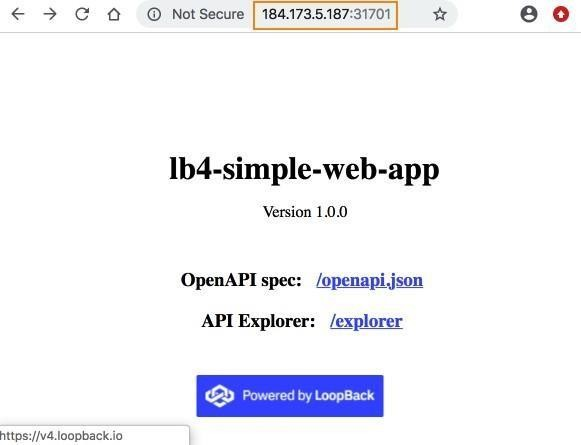 Not Secure 184.173.5.187:31701
lb4-simple-web-app
Version 1.0.0
OpenAPI spec: /openapi.json
API Explorer: /explorer
Powered by LoopBack
https://v4.loopback.io